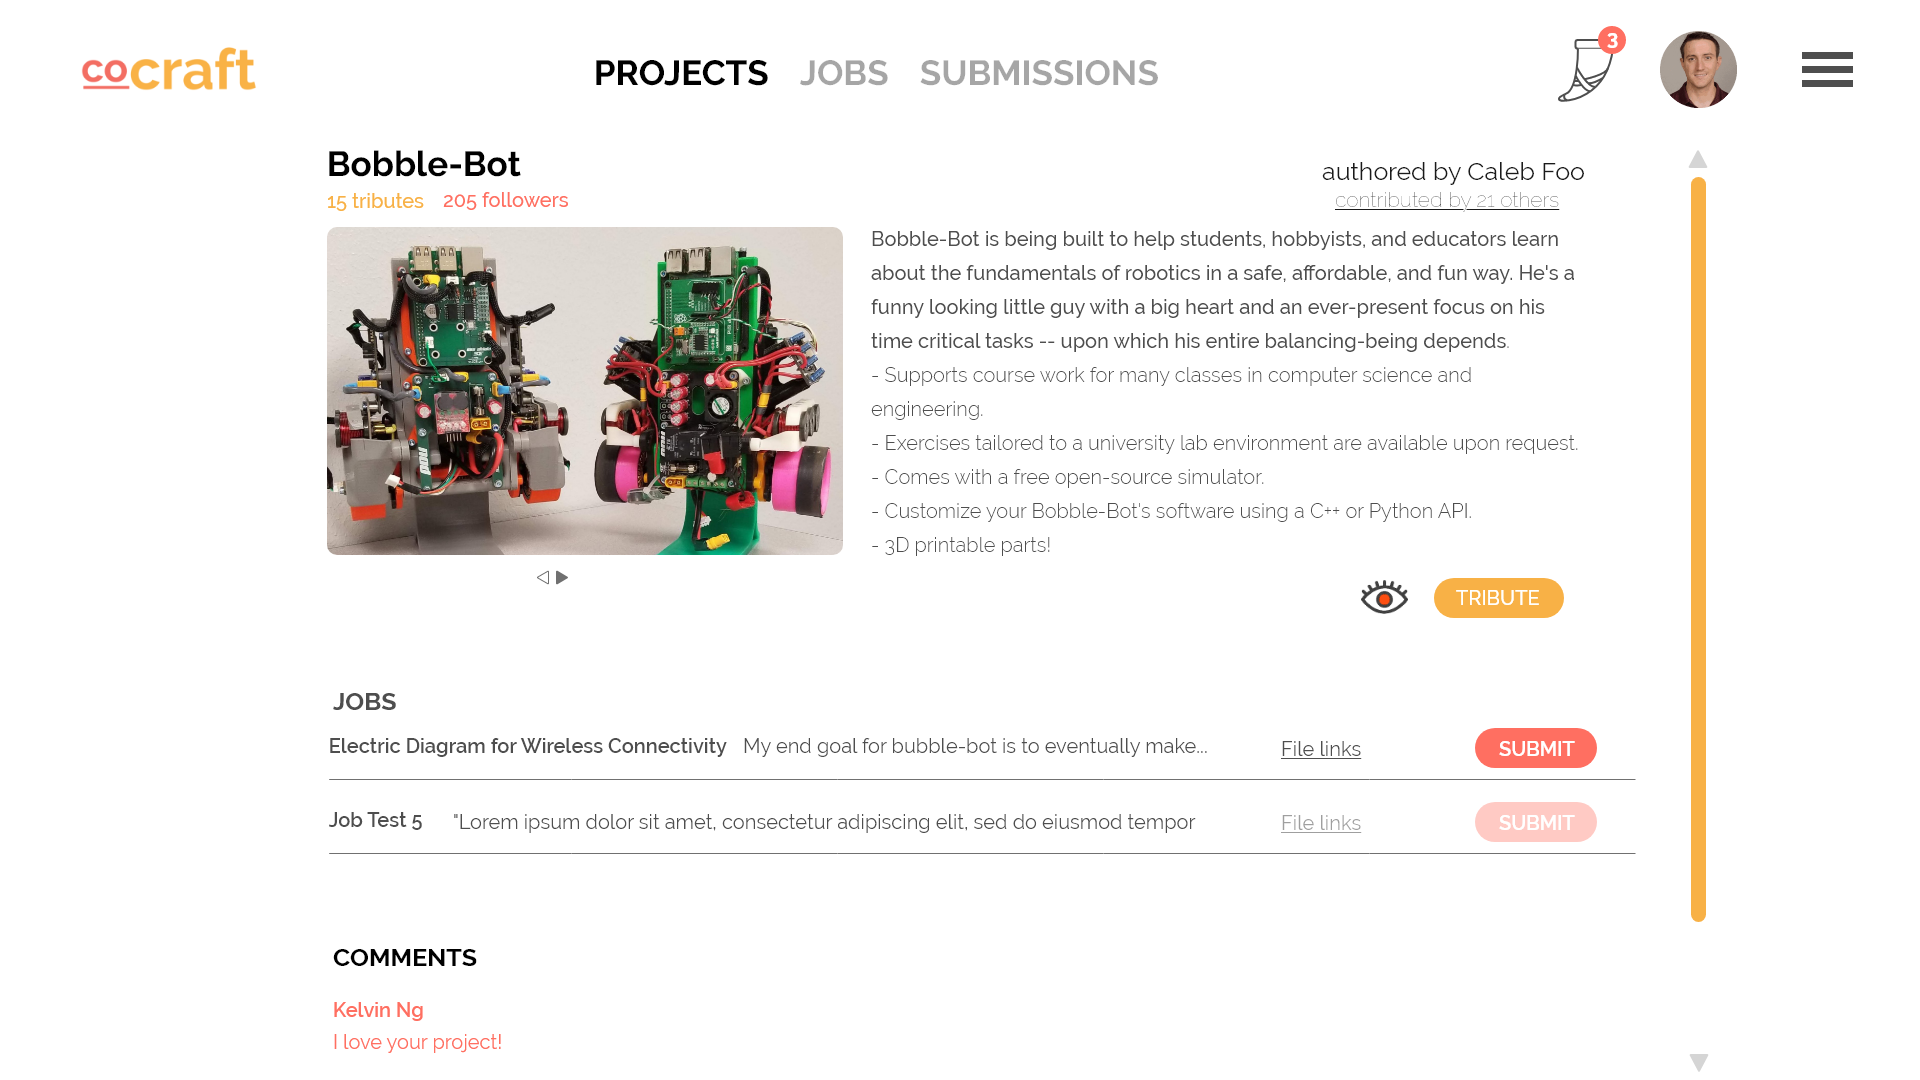 cocraft
PROJECTS JOBS SUBMISSIONS
3
Bobble-Bot
15 tributes 205 followers
authored by Caleb Foo
contributed by 21 others
Bobble-Bot is being built to help students, hobbyists, and educators learn
about the fundamentals of robotics in a safe, affordable, and fun way. He's a
funny looking little guy with a big heart and an ever-present focus on his
time critical tasks -- upon which his entire balancing-being depends.
- Supports course work for many classes in computer science and
engineering.
- Exercises tailored to a university lab environment are available upon request.
- Comes with a free open-source simulator.
- Customize your Bobble-Bot's software using a C++ or Python API.
- 3D printable parts!
TRIBUTE
JOBS
Electric Diagram for Wireless Connectivity My end goal for bubble-bot is to eventually make... File links SUBMIT
Job Test 5 "Lorem ipsum dolor sit amet, consectetur adipiscing elit, sed do eiusmod tempor File links SUBMIT
COMMENTS
Kelvin Ng
I love your project!